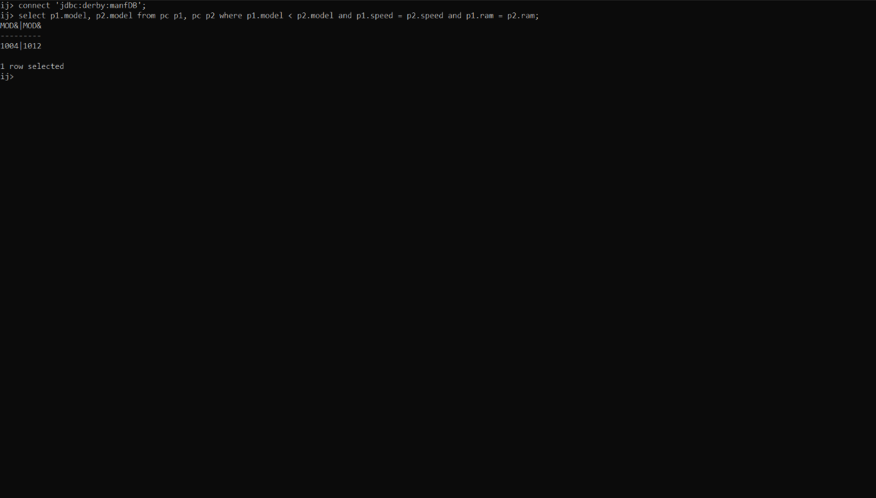 ij> connect 'jdbc:derby:manfDB';
ij> select p1.model, p2.model from pc p1, pc p2 where p1.model < p2.model and p1.speed = p2.speed and p1.ram = p2.ram;
MOD&|MOD&
---------
1004|1012

1 row selected
ij>